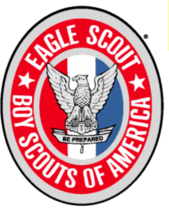 EAGLE SCOUT
BE PREPARED
BOY SCOUTS OF AMERICA